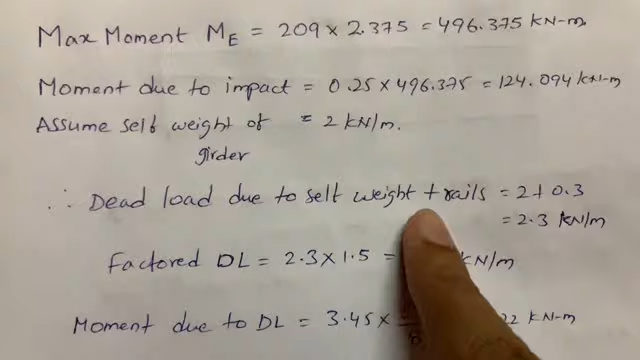 Max Moment M_E = 209 x 2.375 = 496.375 KN-m.
Moment due to impact = 0.25 x 496.375 = 124.094 KN-m
Assume self weight of girder = 2 KN/m.
∴ Dead load due to self weight + rails = 2 + 0.3
= 2.3 KN/m
Factored DL = 2.3 x 1.5 = KN/m
Moment due to DL = 3.45 x KN-m